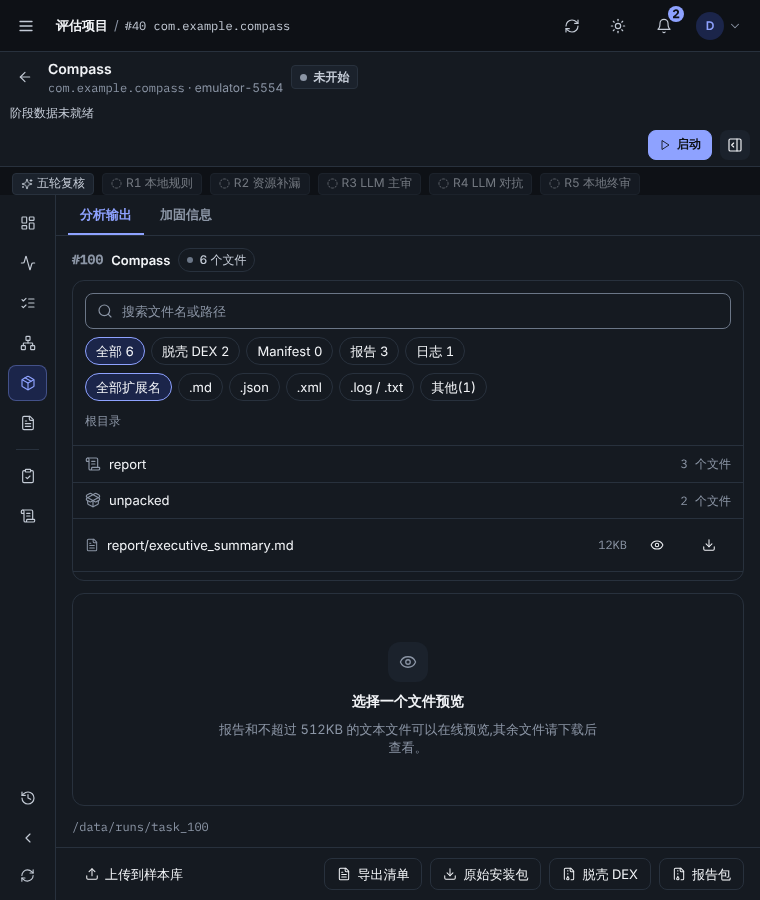 评估项目 / #40 com.example.compass
2
D
Compass
com.example.compass · emulator-5554
未开始
阶段数据未就绪
启动
五轮复核
R1 本地规则
R2 资源补漏
R3 LLM 主审
R4 LLM 对抗
R5 本地终审
分析输出
加固信息
#100 Compass 6 个文件
搜索文件名或路径
全部 6
脱壳 DEX 2
Manifest 0
报告 3
日志 1
全部扩展名
.md
.json
.xml
.log / .txt
其他(1)
根目录
report 3 个文件
unpacked 2 个文件
report/executive_summary.md 12KB
选择一个文件预览
报告和不超过 512KB 的文本文件可以在线预览,其余文件请下载后
查看。
/data/runs/task_100
上传到样本库
导出清单
原始安装包
脱壳 DEX
报告包